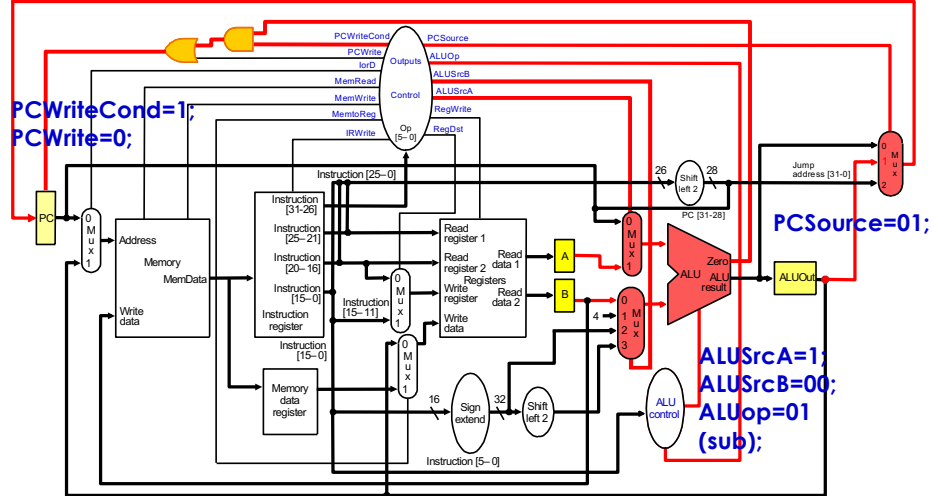 PCWriteCond
PCSource
PCWrite
Outputs
ALUOp
IorD
ALUSrcB
MemRead
Control
ALUSrcA
MemWrite
RegWrite
MemtoReg
Op
[5–0]
RegDst
IRWrite
PCWriteCond=1;
PCWrite=0;
0
M
u
x
1
2
Jump
address [31-0]
Instruction [25–0]
26
28
Shift
left 2
PC [31-28]
PCSource=01;
PC
0
M
u
x
1
Address
Memory
MemData
Write
data
Instruction
[31-26]
Instruction
[25–21]
Instruction
[20–16]
Instruction
[15–0]
Instruction
register
Instruction
[15–11]
0
M
u
x
1
Read
register 1
Read
register 2
Registers
Write
register
Write
data
Read
data 1
Read
data 2
A
B
0
M
u
x
1
0
1
2
3
M
u
x
4
Zero
ALU
ALU
result
ALUOut
Instruction
[15–0]
0
M
u
x
1
Memory
data
register
16
Sign
extend
32
Shift
left 2
ALU
control
Instruction [5–0]
ALUSrcA=1;
ALUSrcB=00;
ALUop=01
(sub);